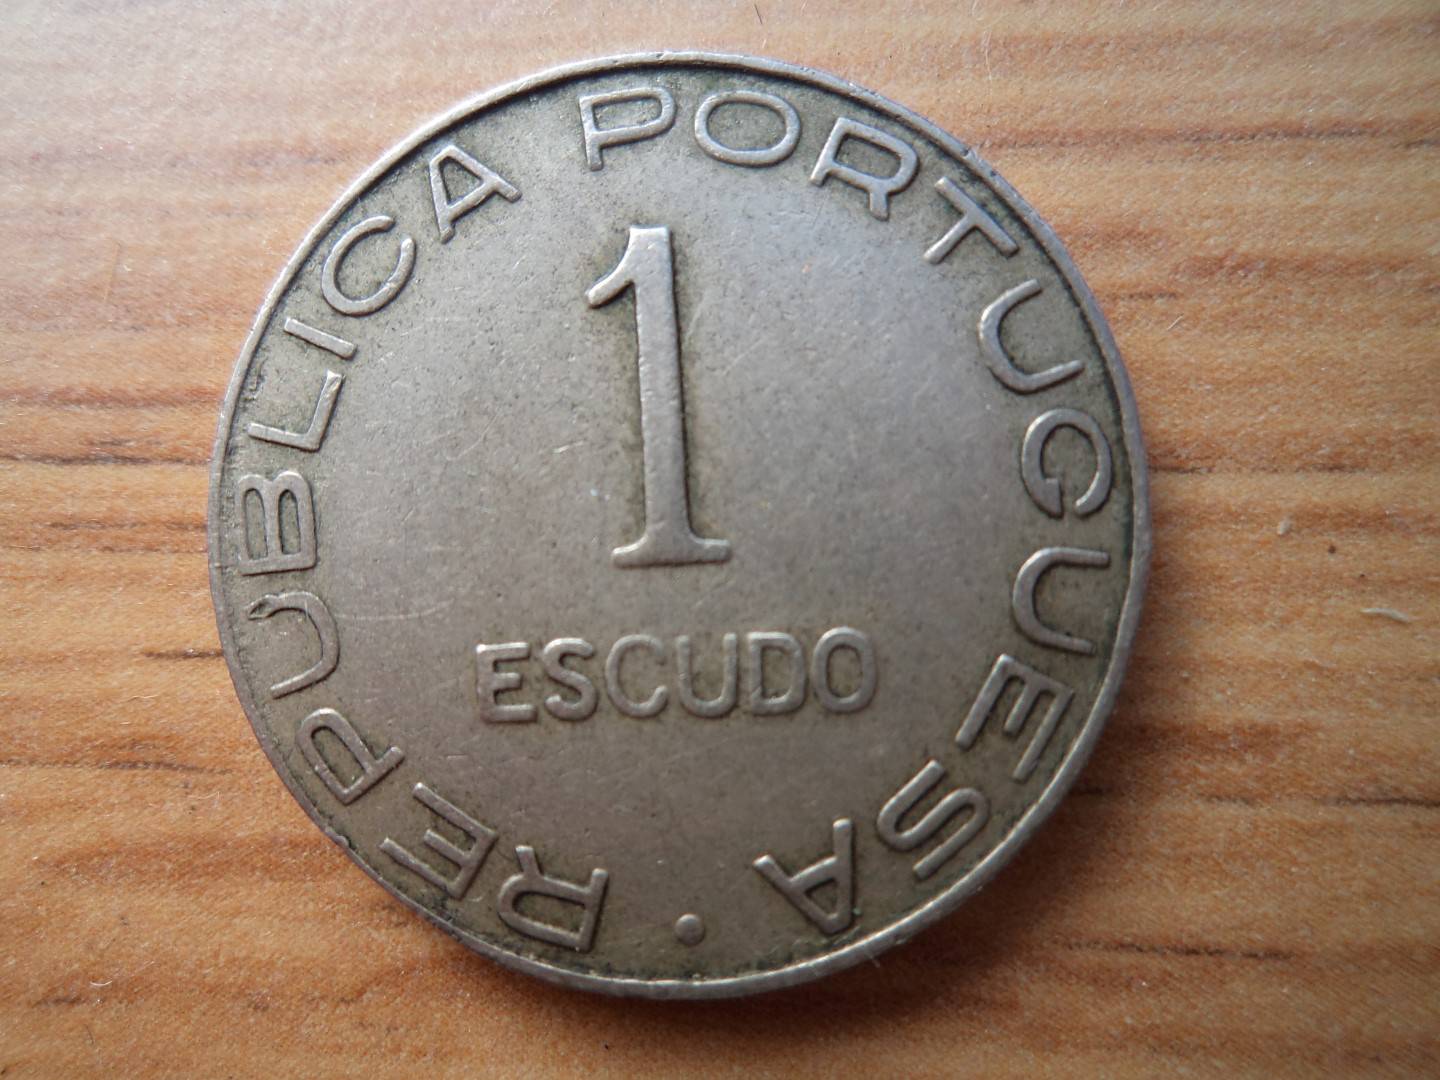 REPUBLICA PORTUGUESA ·
1
ESCUDO